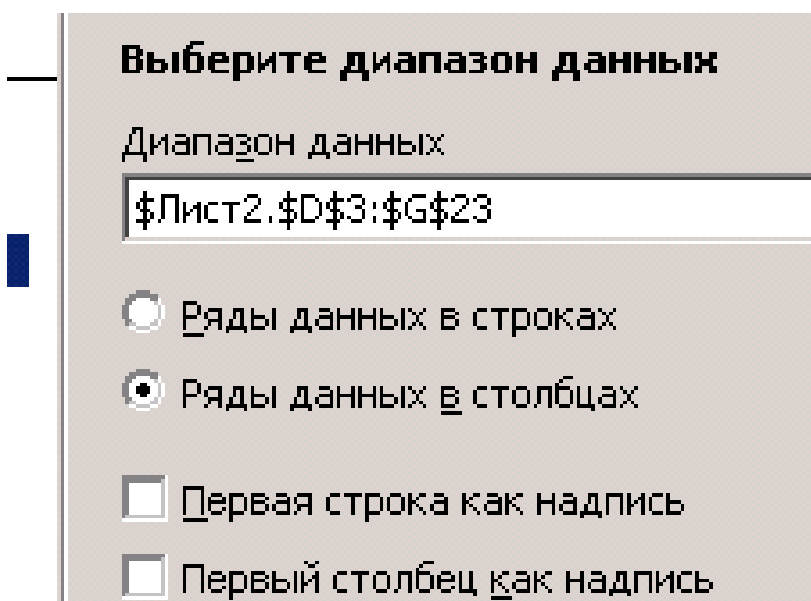 Выберите диапазон данных
Диапазон данных
$Лист2.$D$3:$G$23
Ряды данных в строках
Ряды данных в столбцах
Первая строка как надпись
Первый столбец как надпись